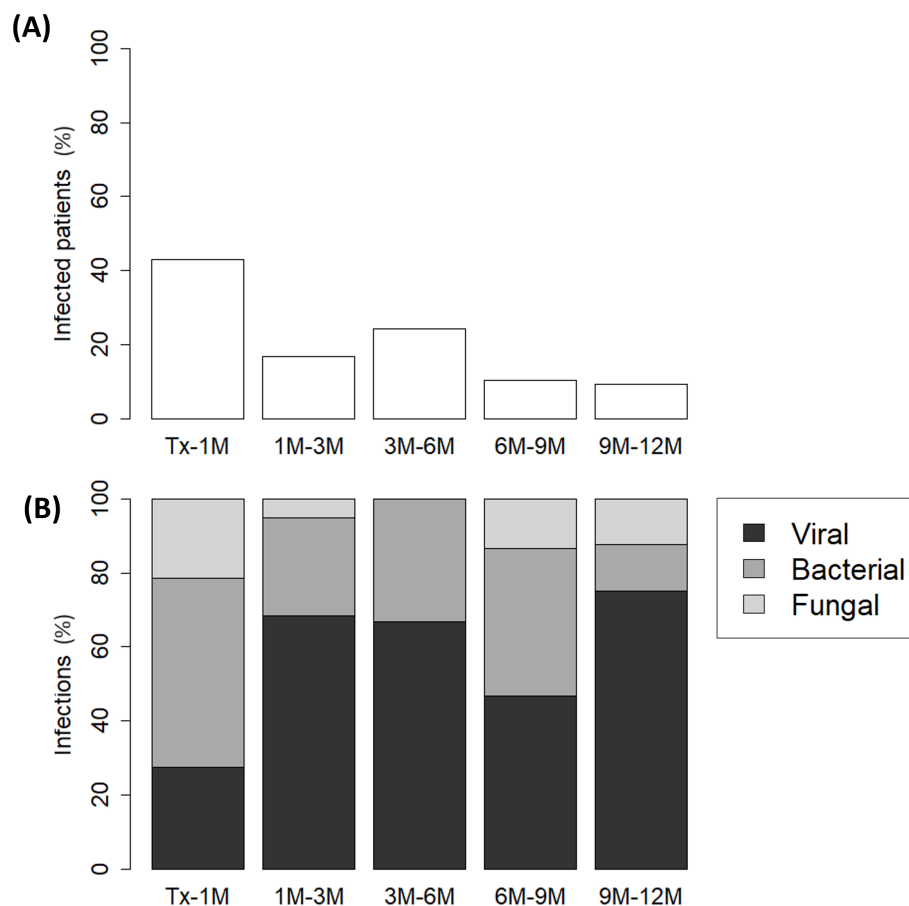 (A)
Infected patients (%)
100
80
60
40
20
0
Tx-1M 1M-3M 3M-6M 6M-9M 9M-12M
(B)
Infections (%)
100
80
60
40
20
0
Tx-1M 1M-3M 3M-6M 6M-9M 9M-12M
Viral
Bacterial
Fungal